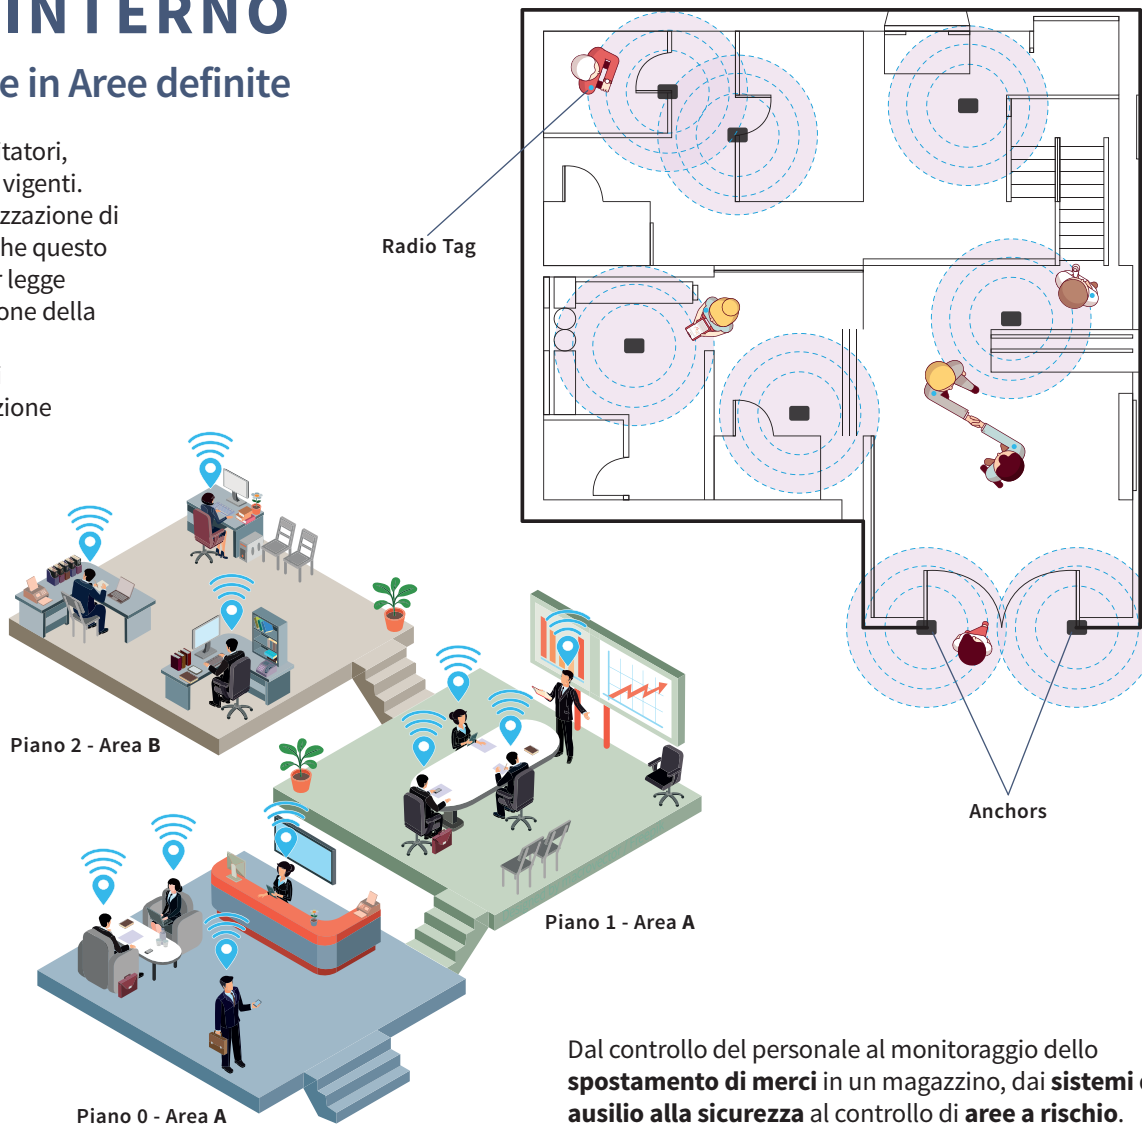 INTERNO
e in Aree definite
tatori,
vigenti.
zzazione di
he questo
legge
one della
zione
Radio Tag
Anchors
Piano 2 - Area B
Piano 1 - Area A
Piano 0 - Area A
Dal controllo del personale al monitoraggio dello
spostamento di merci in un magazzino, dai sistemi
ausilio alla sicurezza al controllo di aree a rischio.